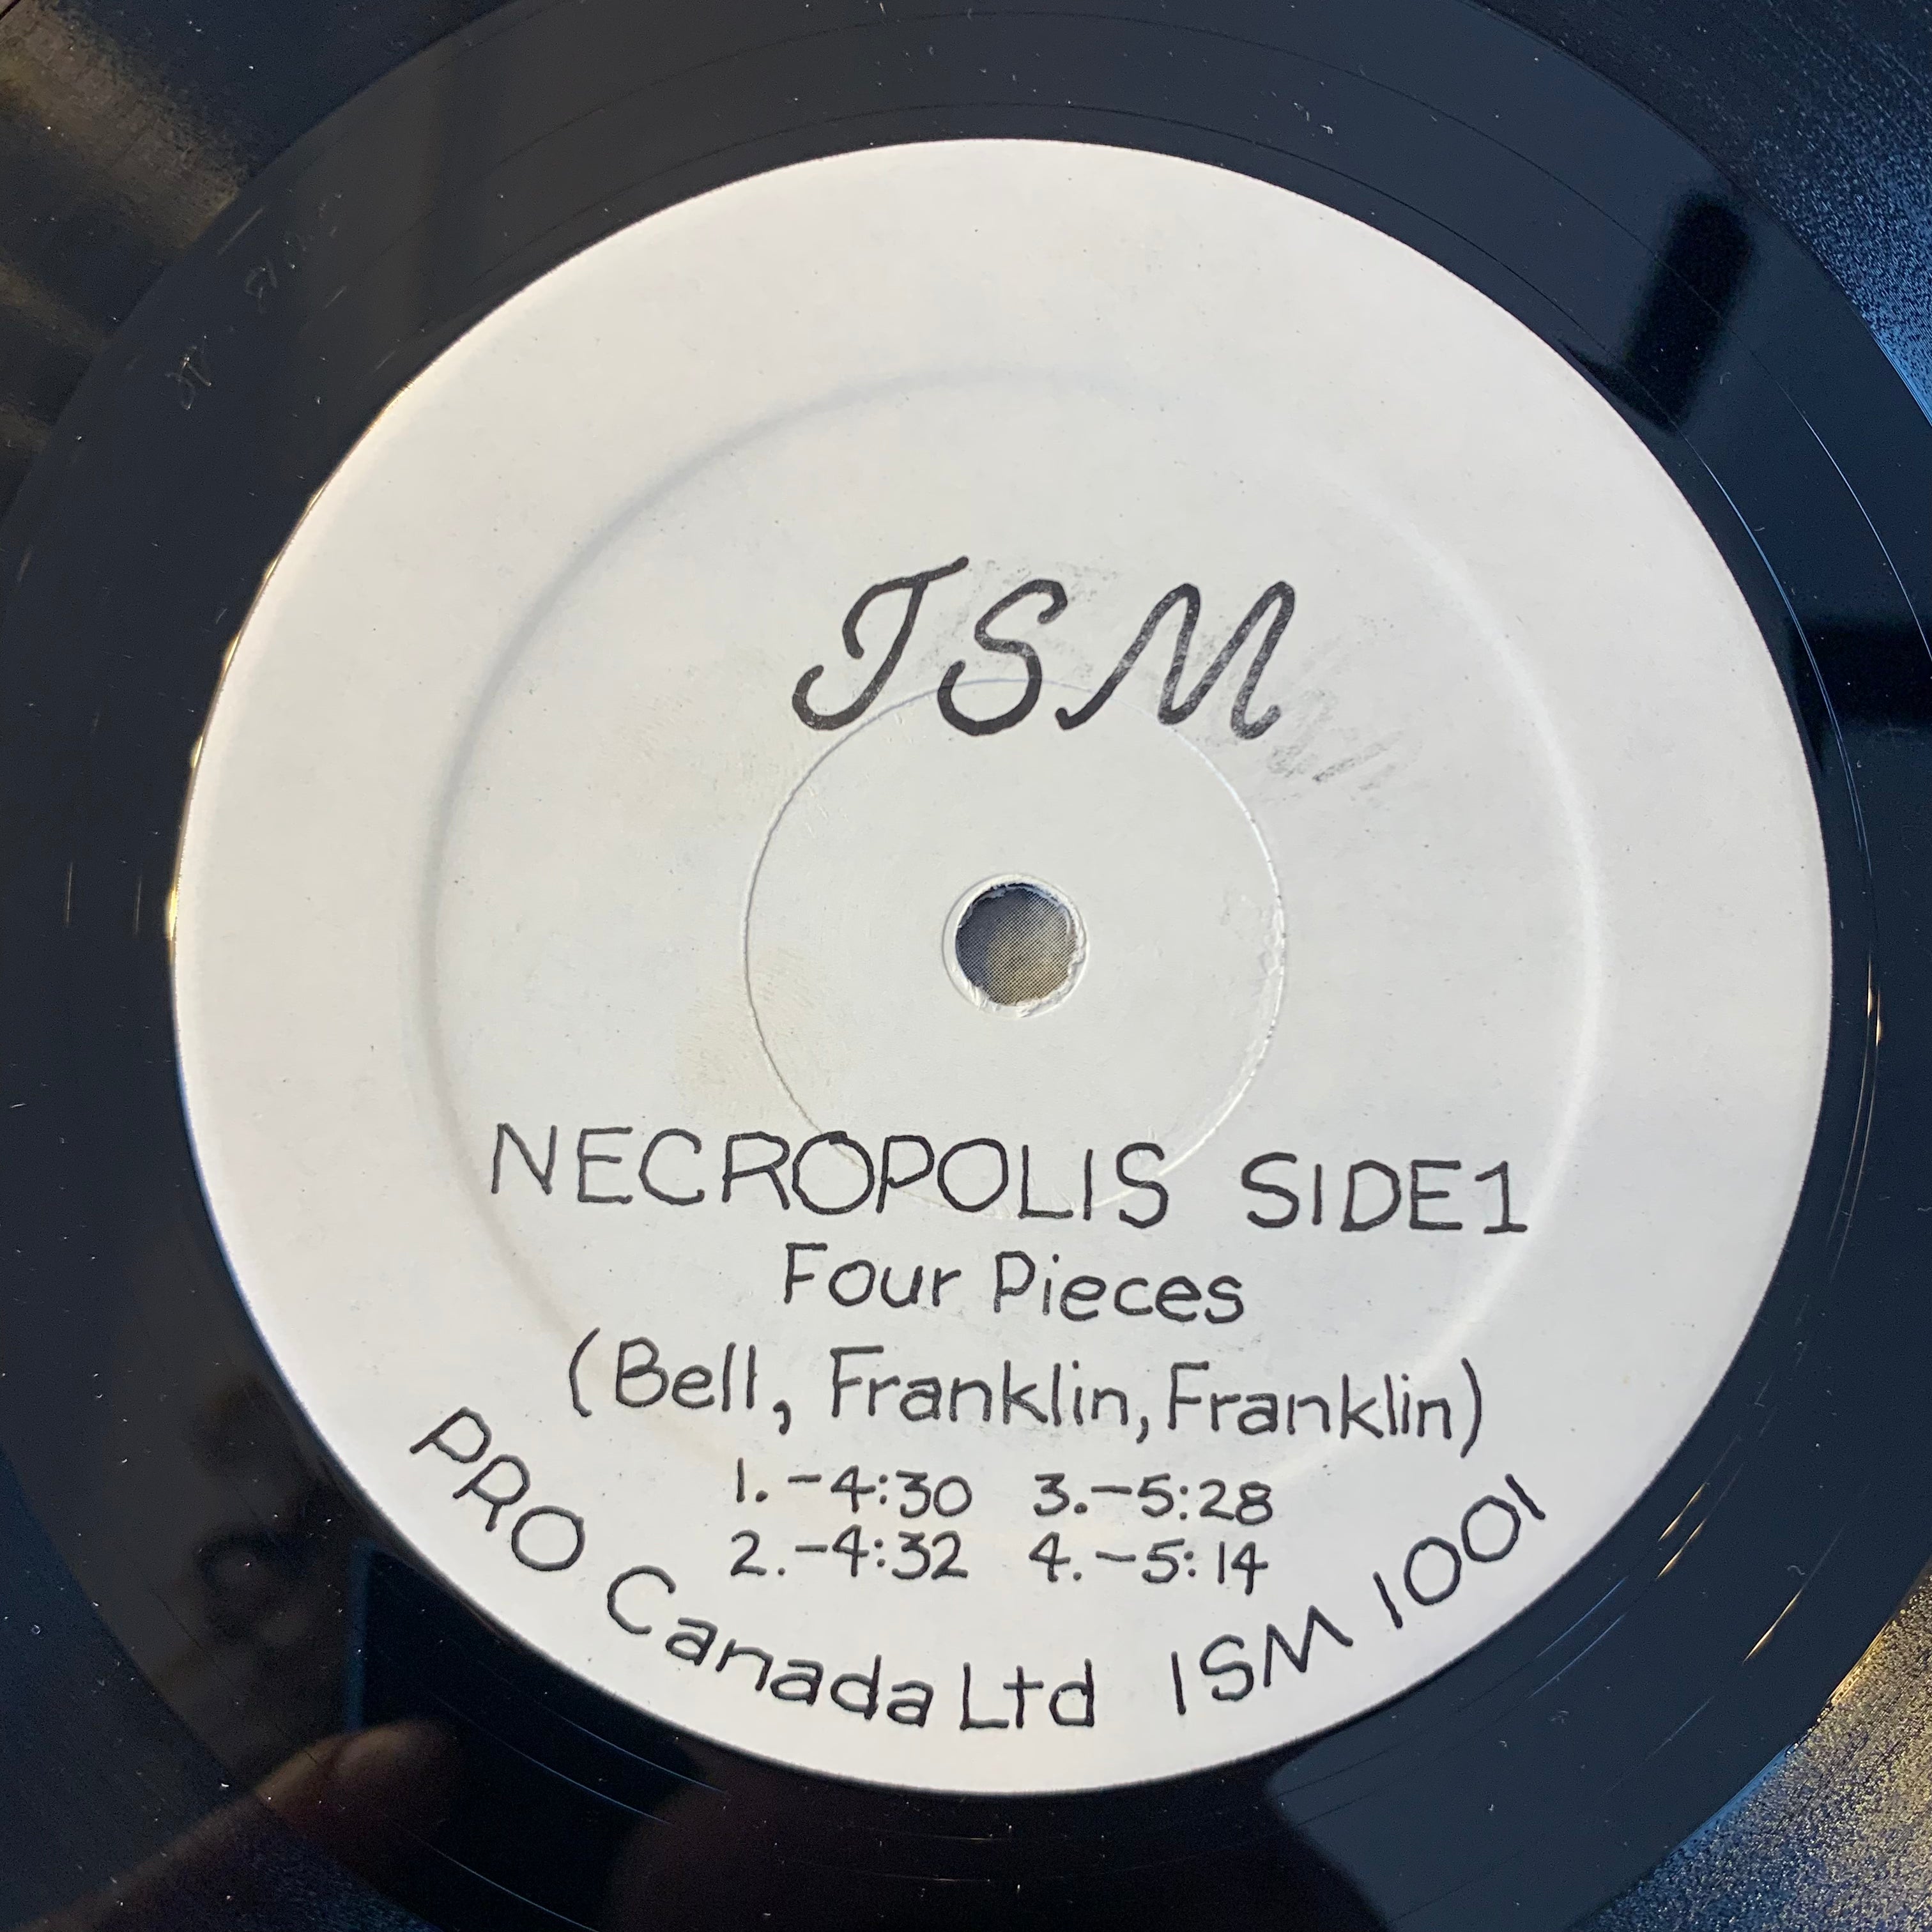 ISM
NECROPOLIS SIDE1
Four Pieces
(Bell, Franklin, Franklin)
1.-4:30 3.-5:28
2.-4:32 4.-5:14
PRO Canada Ltd ISM 1001